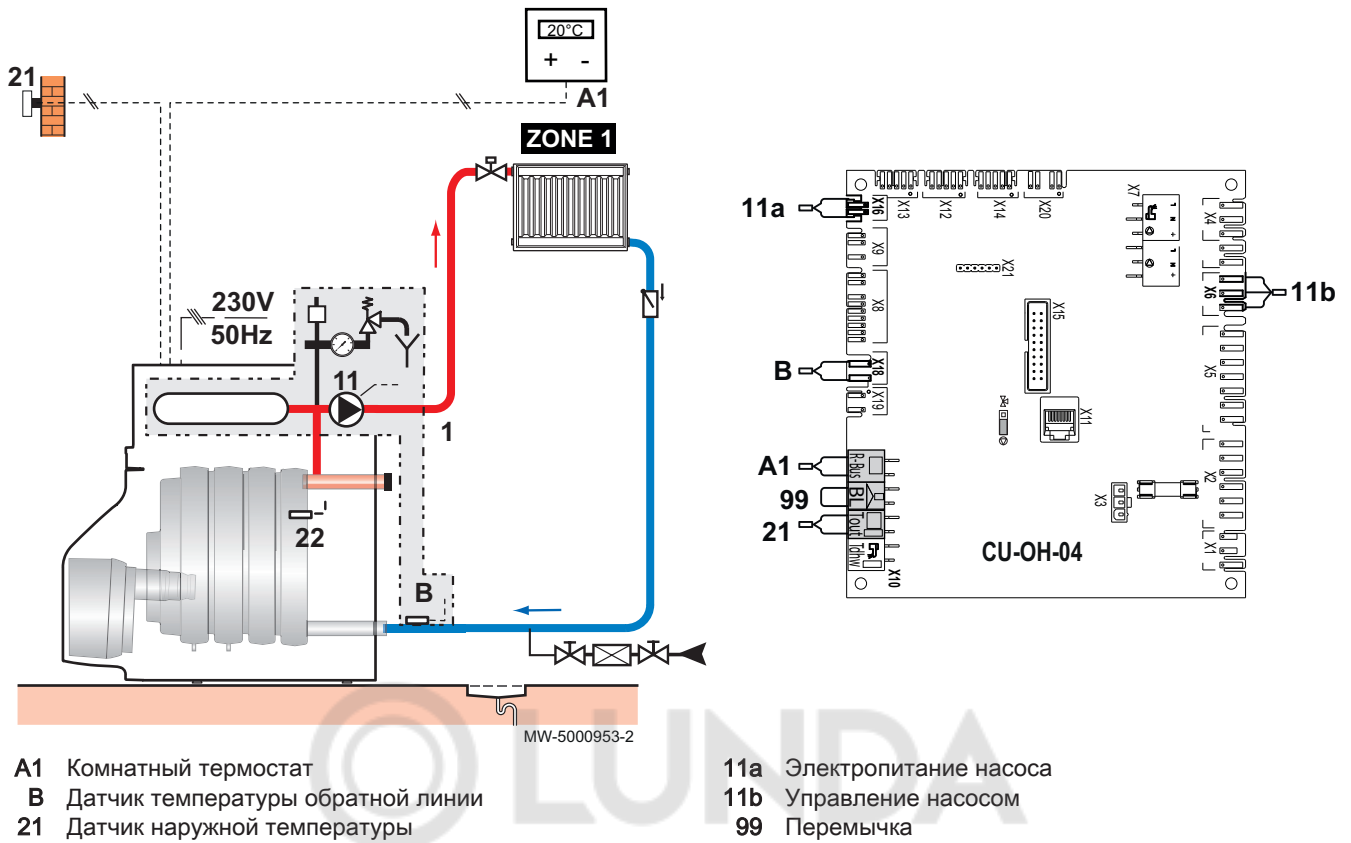 20°C
+ -
A1
21
ZONE 1
230V
50Hz
11
1
22
B
MW-5000953-2
11a
X16
X13
X12
X14
X20
X7
L
N
L
N
X4
X9
X21
X6
11b
X8
X15
X5
B
X18
X19
X11
A1
R-Bus
X2
99
BL
X3
21
Tout
Tdhw
X10
CU-OH-04
X1
LUNDA
A1 Комнатный термостат
B Датчик температуры обратной линии
21 Датчик наружной температуры
11a Электропитание насоса
11b Управление насосом
99 Перемычка